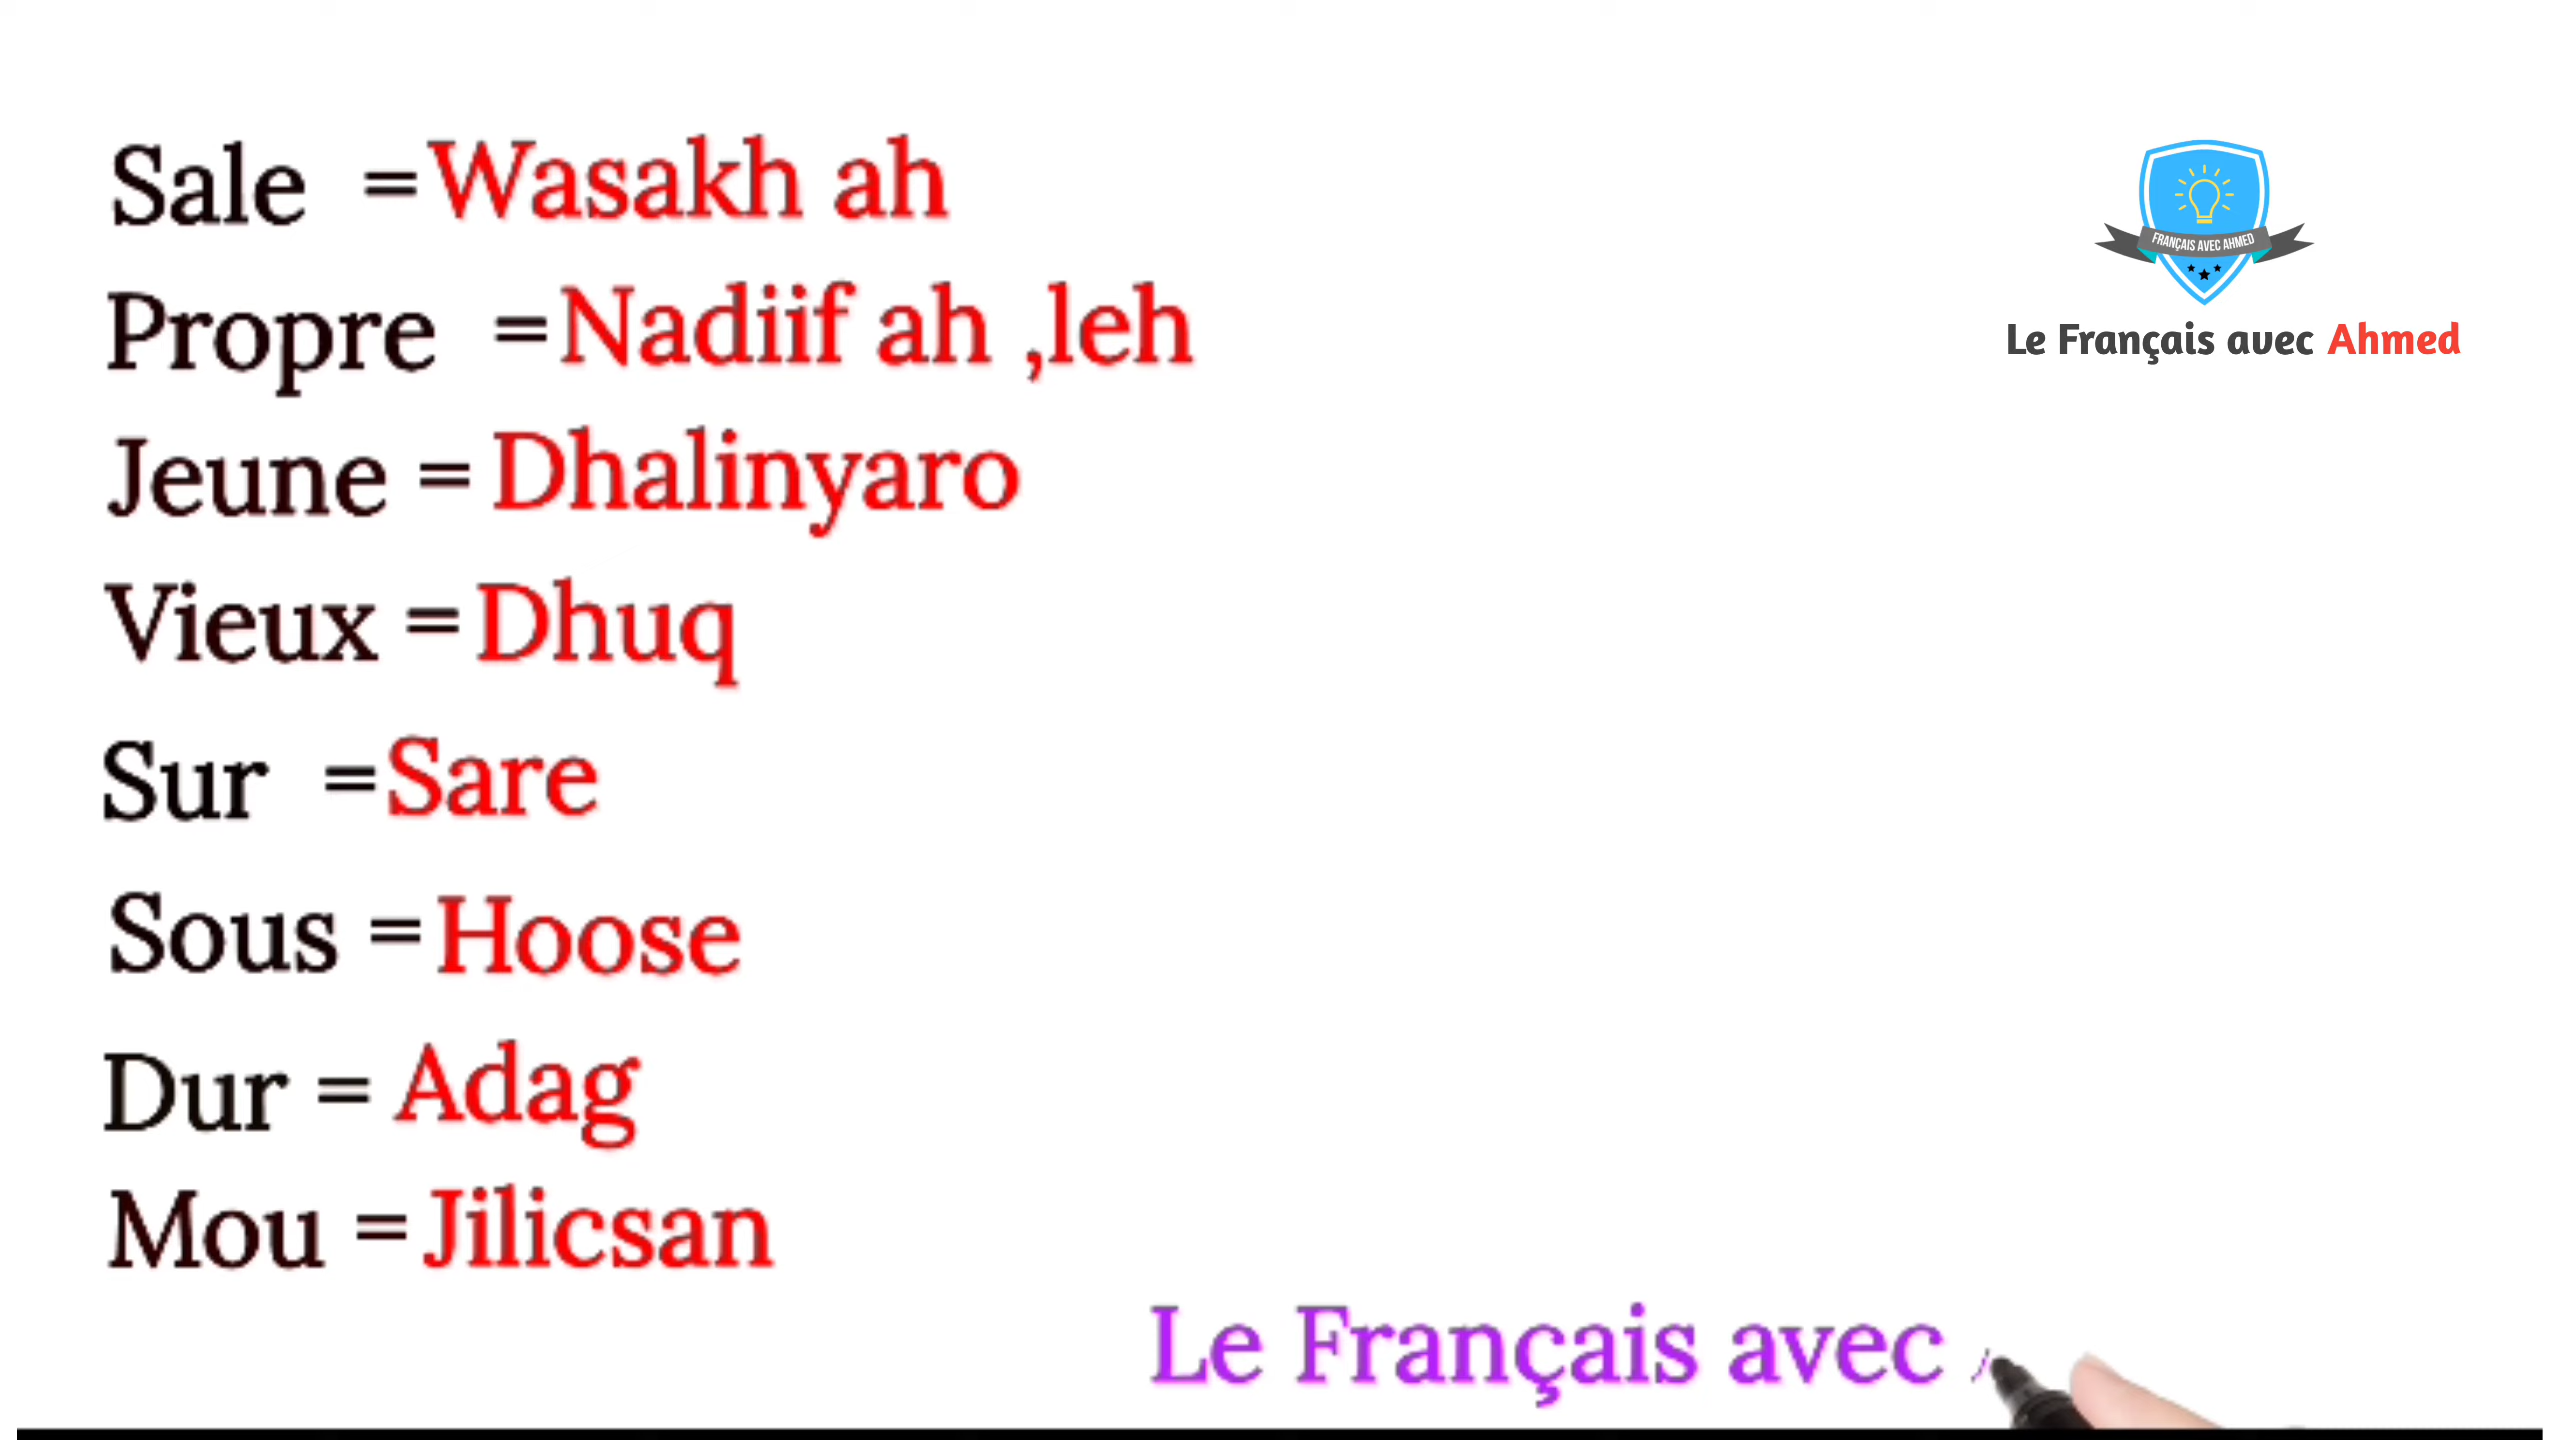 Sale =Wasakh ah
Propre =Nadiif ah ,leh
Jeune = Dhalinyaro
Vieux = Dhuq
Sur =Sare
Sous =Hoose
Dur = Adag
Mou =Jilicsan
FRANÇAIS AVEC AHMED
Le Français avec Ahmed
Le Français avec